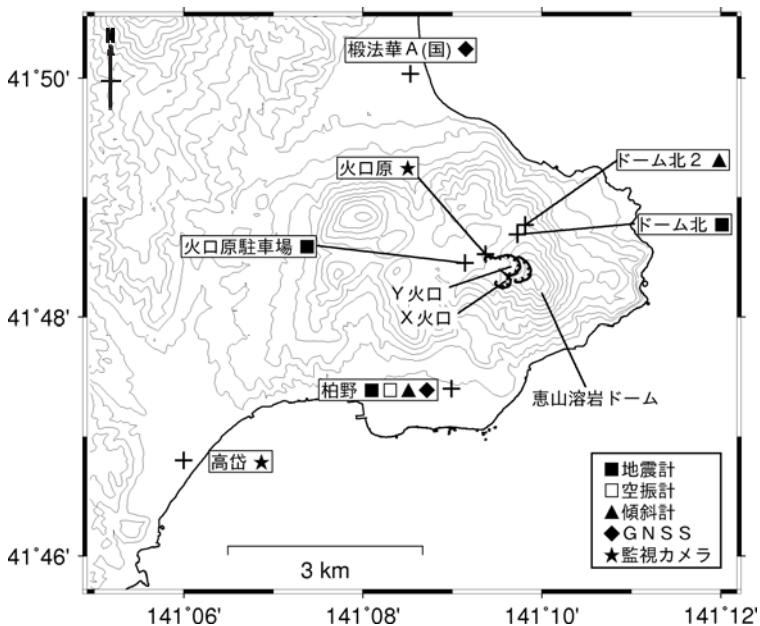 N
41°50'
41°48'
41°46'
椴法華A(国) ◆
火口原 ★
ドーム北2 ▲
ドーム北 ■
火口原駐車場 ■
Y火口
X火口
柏野 ■□▲◆
恵山溶岩ドーム
高岱 ★
■地震計
□空振計
▲傾斜計
◆GNSS
★監視カメラ
3 km
141°06'
141°08'
141°10'
141°12'